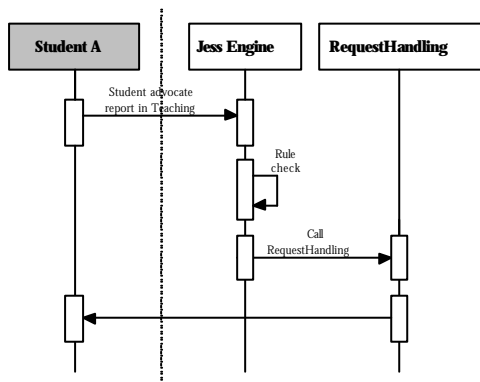 Student A
Jess Engine
RequestHandling
Student advocate
report in Teaching
Rule
check
Call
RequestHandling